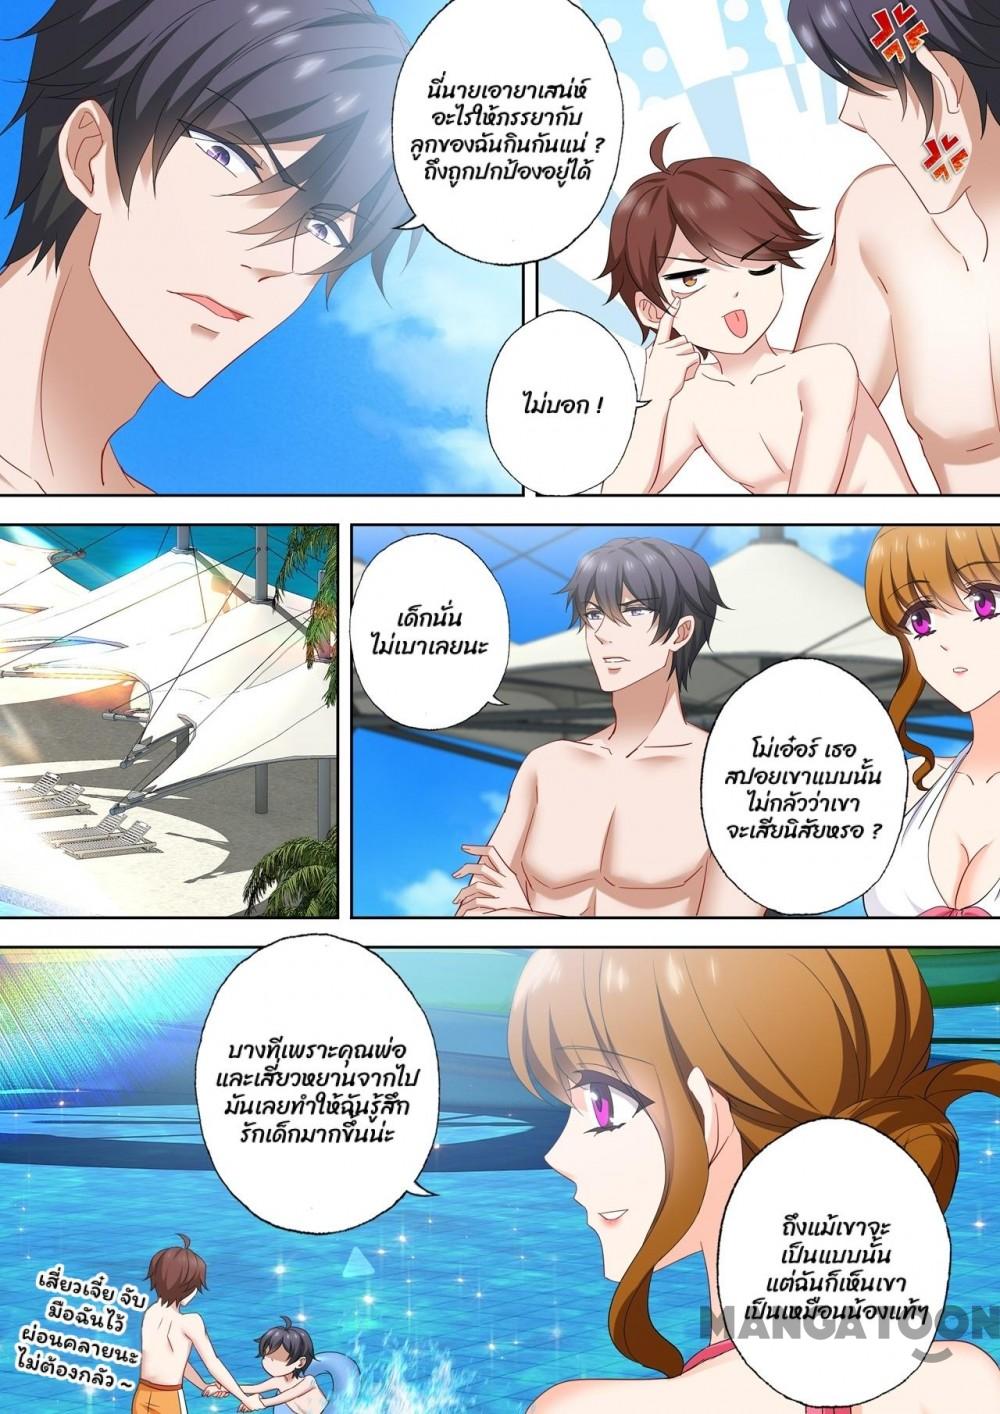 นี่นายเอายาเสน่ห์
อะไรให้ภรรยากับ
ลูกของฉันกินกันแน่ ?
ถึงถูกปกป้องอยู่ได้
ไม่บอก !
เด็กนั่น
ไม่เบาเลยนะ
โม่เอ๋อร์ เธอ
สปอยเขาแบบนั้น
ไม่กลัวว่าเขา
จะเสียนิสัยหรอ ?
บางทีเพราะคุณพ่อ
และเสี่ยวหยานจากไป
มันเลยทำให้ฉันรู้สึก
รักเด็กมากขึ้นน่ะ
ถึงแม้เขาจะ
เป็นแบบนั้น
แต่ฉันก็เห็นเขา
เป็นเหมือนน้องแท้ๆ
เสี่ยวเจี๋ย จับ
มือฉันไว้
ผ่อนคลายนะ
ไม่ต้องกลัว ~
MANGATOON